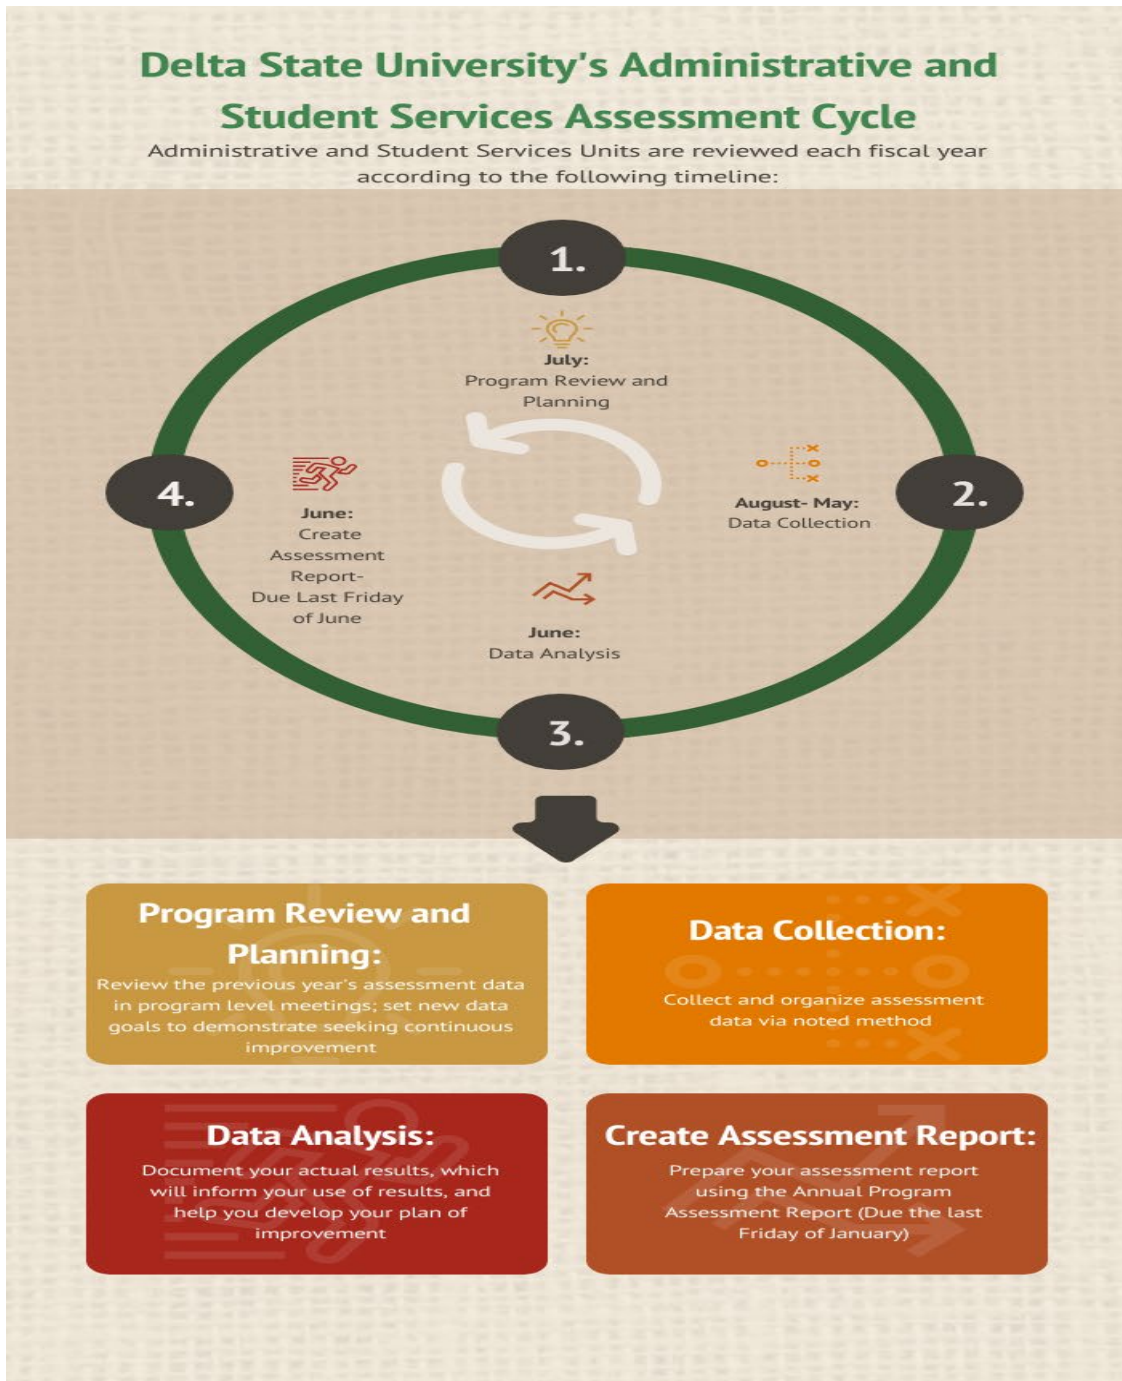 Delta State University's Administrative and
Student Services Assessment Cycle
Administrative and Student Services Units are reviewed each fiscal year
according to the following timeline:
1.
July:
Program Review and
Planning
2.
August- May:
Data Collection
3.
June:
Data Analysis
4.
June:
Create
Assessment
Report-
Due Last Friday
of June
Program Review and
Planning:
Review the previous year's assessment data
in program level meetings; set new data
goals to demonstrate seeking continuous
improvement
Data Collection:
Collect and organize assessment
data via noted method
Data Analysis:
Document your actual results, which
will inform your use of results, and
help you develop your plan of
improvement
Create Assessment Report:
Prepare your assessment report
using the Annual Program
Assessment Report (Due the last
Friday of January)